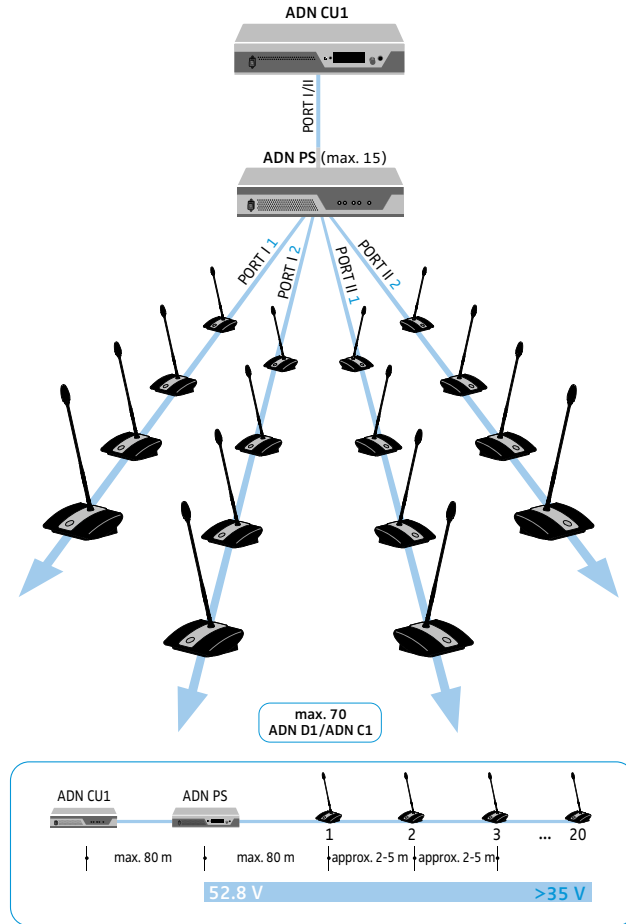 ADN CU1
PORT I/II
ADN PS (max. 15)
PORT I 1
PORT I 2
PORT II 1
PORT II 2
max. 70
ADN D1/ADN C1
ADN CU1
ADN PS
1 2 3 ... 20
max. 80 m max. 80 m approx. 2-5 m approx. 2-5 m
52.8 V >35 V